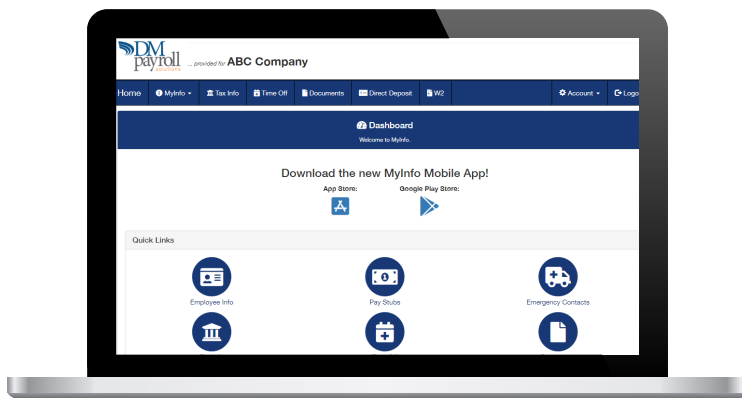 DM
payroll
solutions
... provided for ABC Company
Home MyInfo Tax Info Time Off Documents Direct Deposit W2 Account Logo
Dashboard
Welcome to MyInfo.
Download the new MyInfo Mobile App!
App Store: Google Play Store:
Quick Links
Employee Info Pay Stubs Emergency Contacts